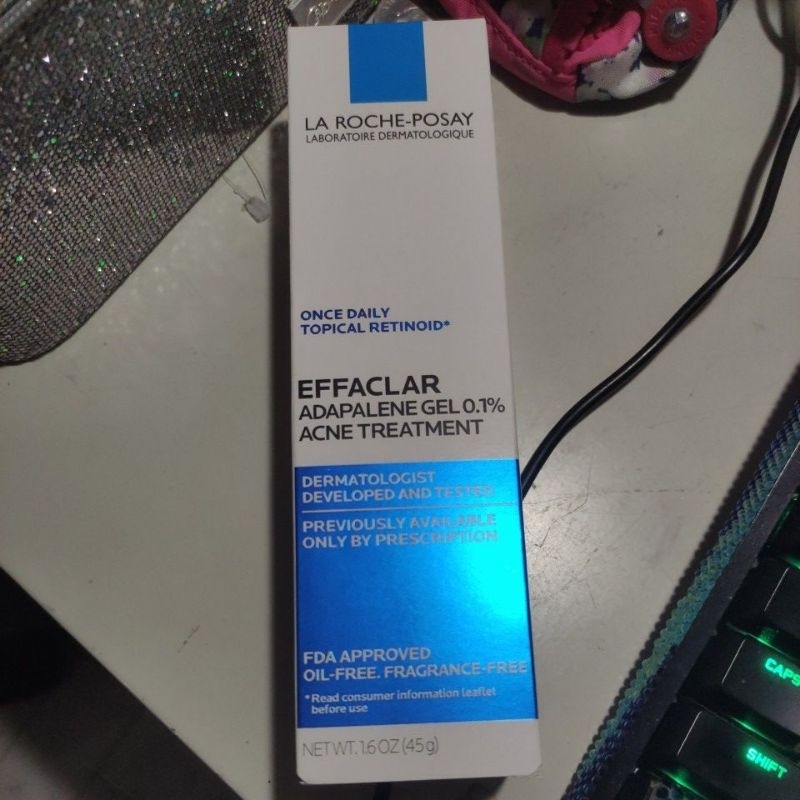 LA ROCHE-POSAY
LABORATOIRE DERMATOLOGIQUE
ONCE DAILY
TOPICAL RETINOID*
EFFACLAR
ADAPALENE GEL 0.1%
ACNE TREATMENT
DERMATOLOGIST
DEVELOPED AND TESTED
PREVIOUSLY AVAILABLE
ONLY BY PRESCRIPTION
FDA APPROVED
OIL-FREE. FRAGRANCE-FREE
*Read consumer information leaflet
before use
NET WT. 1.6 OZ (45 g)
CAPS
SHIFT